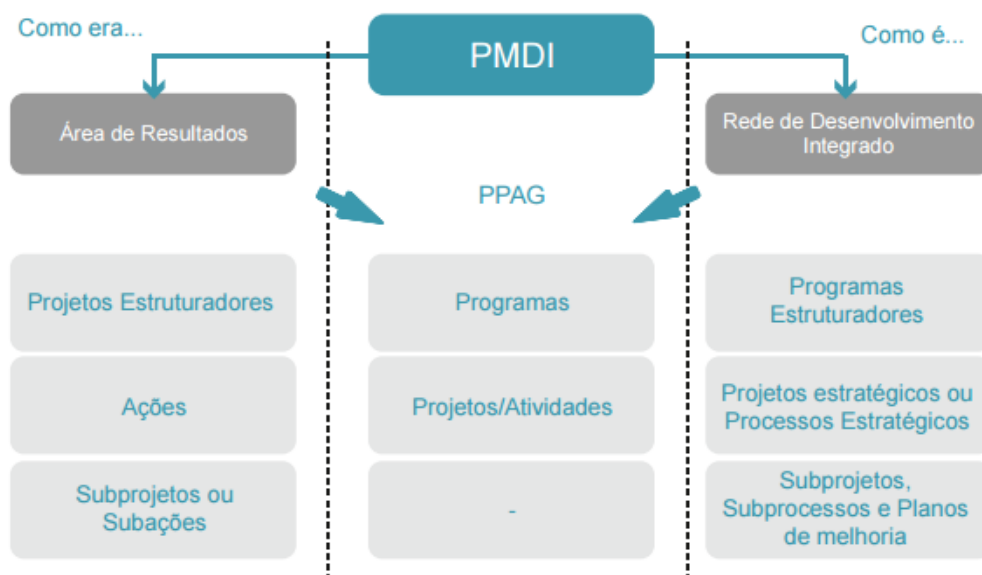 Como era...
PMDI
Como é...
Área de Resultados
Rede de Desenvolvimento
Integrado
PPAG
Projetos Estruturadores
Programas
Programas
Estruturadores
Ações
Projetos/Atividades
Projetos estratégicos ou
Processos Estratégicos
Subprojetos ou
Subações
-
Subprojetos,
Subprocessos e Planos
de melhoria